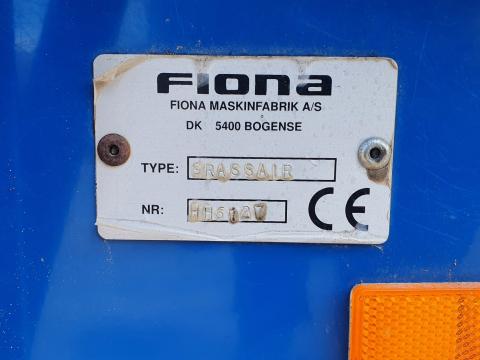 Fiona
FIONA MASKINFABRIK A/S
DK 5400 BOGENSE
TYPE: GRASSAIR
NR: CE